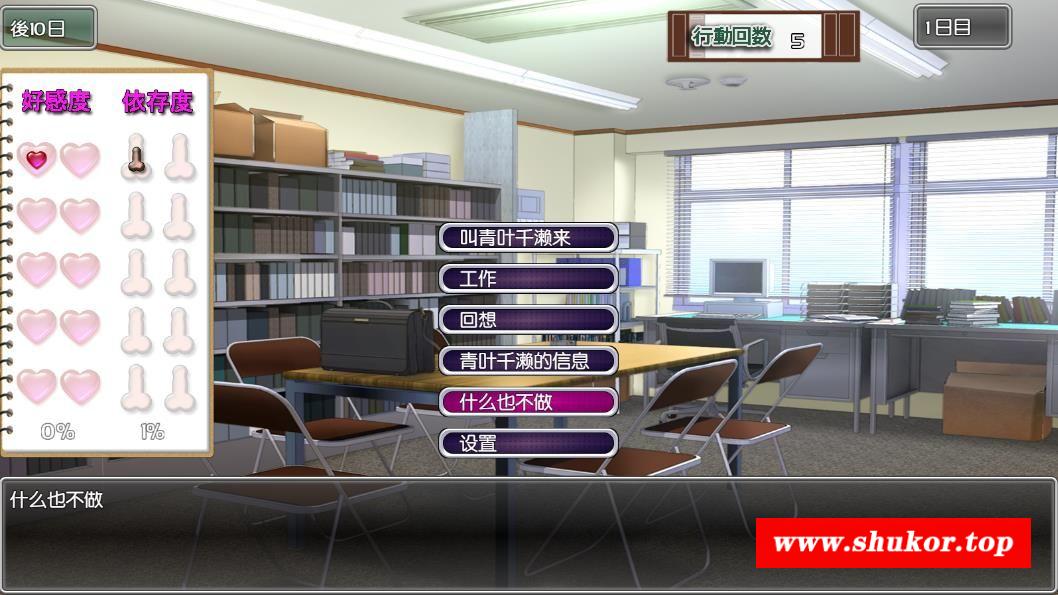 後10日
行動回数 5
1日目
好感度 依存度
0% 1%
叫青叶千濑来
工作
回想
青叶千濑的信息
什么也不做
设置
什么也不做
www.shukor.top